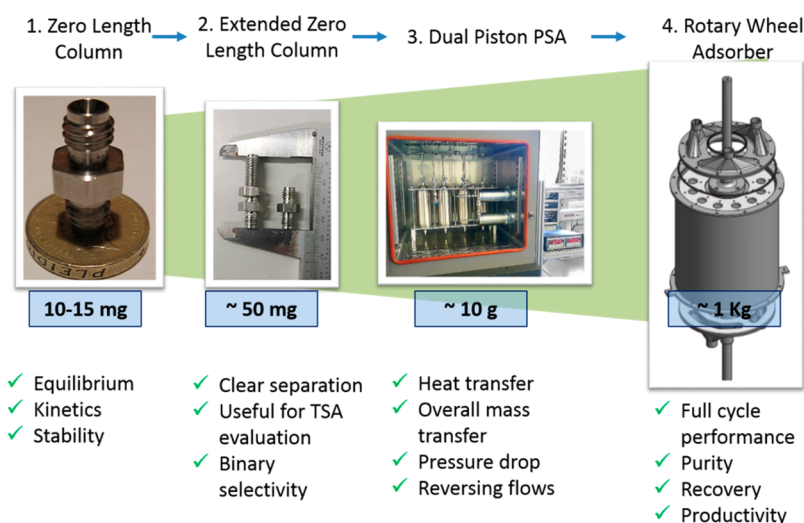 1. Zero Length
Column
2. Extended Zero
Length Column
3. Dual Piston PSA
4. Rotary Wheel
Adsorber
PLEID
10-15 mg
~ 50 mg
~ 10 g
~ 1 Kg
✓ Equilibrium
✓ Kinetics
✓ Stability
✓ Clear separation
✓ Useful for TSA
evaluation
✓ Binary
selectivity
✓ Heat transfer
✓ Overall mass
transfer
✓ Pressure drop
✓ Reversing flows
✓ Full cycle
performance
✓ Purity
✓ Recovery
✓ Productivity